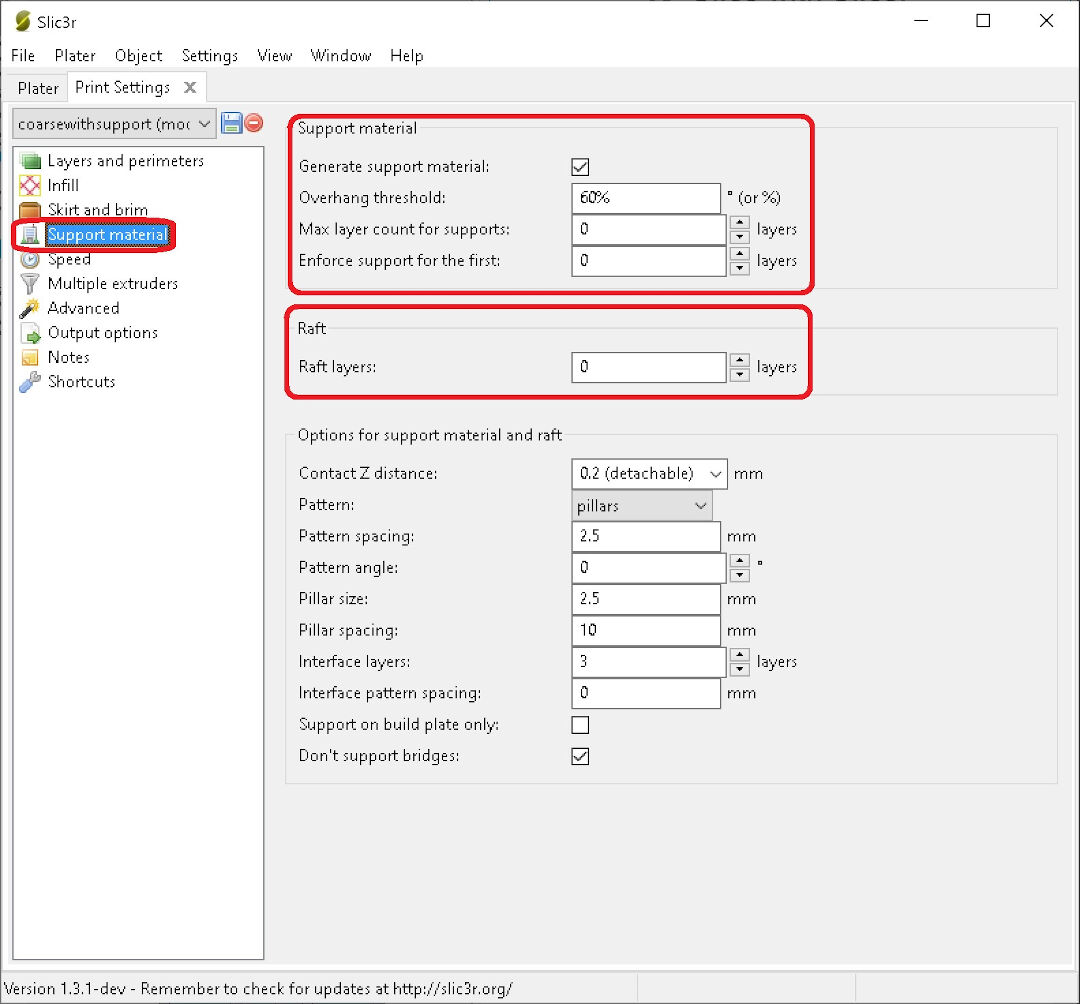 Slic3r
File Plater Object Settings View Window Help
Plater Print Settings
coarsewithsupport (moc
Layers and perimeters
Infill
Skirt and brim
Support material
Speed
Multiple extruders
Advanced
Output options
Notes
Shortcuts
Support material
Generate support material:
Overhang threshold: 60% ° (or %)
Max layer count for supports: 0 layers
Enforce support for the first: 0 layers
Raft
Raft layers: 0 layers
Options for support material and raft
Contact Z distance: 0.2 (detachable) mm
Pattern: pillars
Pattern spacing: 2.5 mm
Pattern angle: 0 °
Pillar size: 2.5 mm
Pillar spacing: 10 mm
Interface layers: 3 layers
Interface pattern spacing: 0 mm
Support on build plate only:
Don't support bridges:
Version 1.3.1-dev - Remember to check for updates at http://slic3r.org/